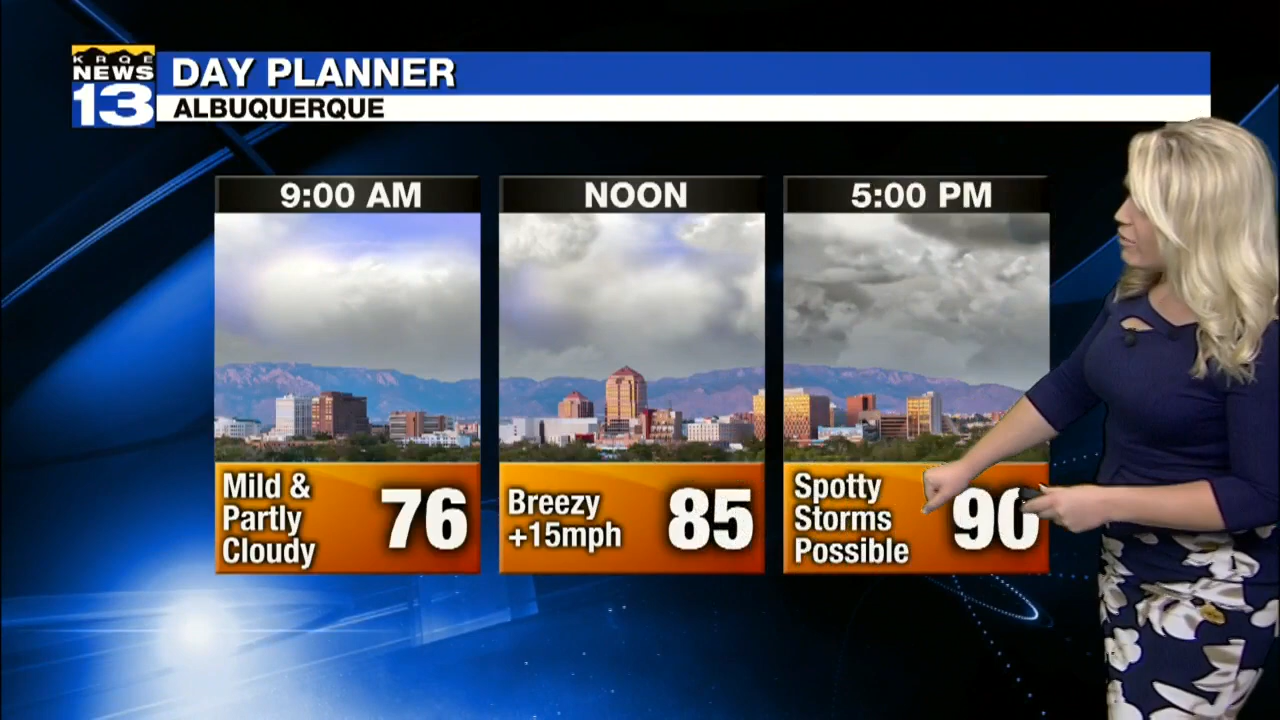 KRQE
NEWS
13
DAY PLANNER
ALBUQUERQUE
9:00 AM
Mild &
Partly
Cloudy
76
NOON
Breezy
+15mph
85
5:00 PM
Spotty
Storms
Possible
90